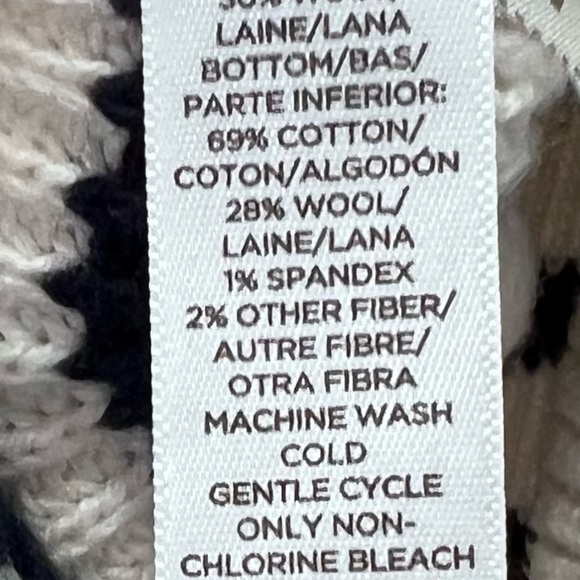 LAINE/LANA
BOTTOM/BAS/
PARTE INFERIOR:
69% COTTON/
COTON/ALGODÓN
28% WOOL/
LAINE/LANA
1% SPANDEX
2% OTHER FIBER/
AUTRE FIBRE/
OTRA FIBRA
MACHINE WASH
COLD
GENTLE CYCLE
ONLY NON-
CHLORINE BLEACH